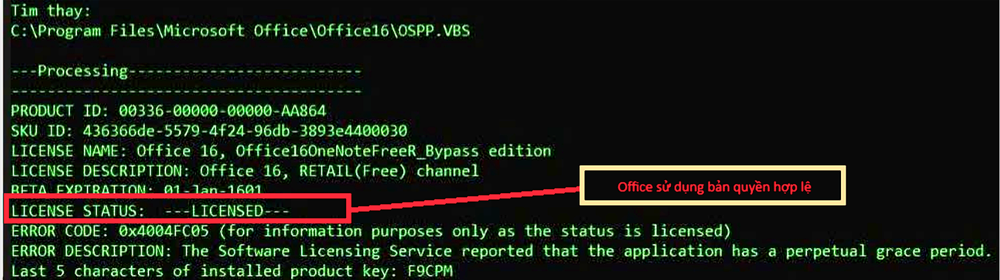 Tim thay:
C:\Program Files\Microsoft Office\Office16\OSPP.VBS
---Processing--------------------------
---------------------------------------
PRODUCT ID: 00336-00000-00000-AA864
SKU ID: 436366de-5579-4f24-96db-3893e4400030
LICENSE NAME: Office 16, Office16OneNoteFreeR_Bypass edition
LICENSE DESCRIPTION: Office 16, RETAIL(Free) channel
BETA EXPIRATION: 01-Jan-1601
Office sử dụng bản quyền hợp lệ
LICENSE STATUS:  ---LICENSED---
ERROR CODE: 0x4004FC05 (for information purposes only as the status is licensed)
ERROR DESCRIPTION: The Software Licensing Service reported that the application has a perpetual grace period.
Last 5 characters of installed product key: F9CPM